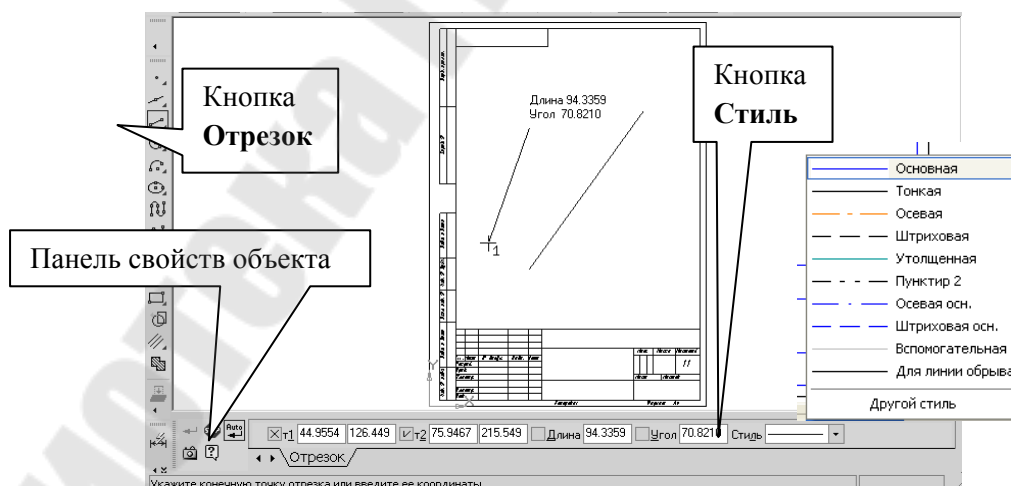 Кнопка
Отрезок
Кнопка
Стиль
Длина 94.3359
Угол 70.8210
1
Панель свойств объекта
Основная
Тонкая
Осевая
Штриховая
Утолщенная
Пунктир 2
Осевая осн.
Штриховая осн.
Вспомогательная
Для линии обрыва
Другой стиль
11
Y
X
Auto
т1 44.9554 126.449 т2 75.9467 215.549 Длина 94.3359 Угол 70.8210 Стиль
Отрезок
Укажите конечную точку отрезка или введите ее координаты